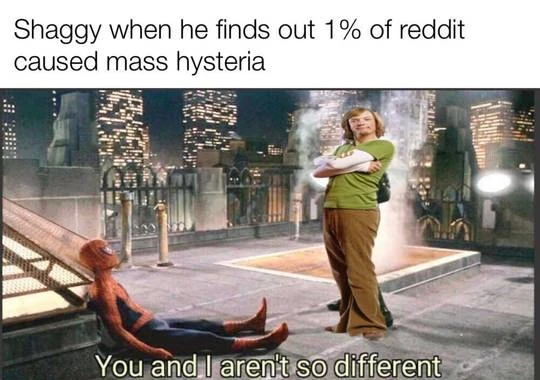 Shaggy when he finds out 1% of reddit
caused mass hysteria
You and I aren't so different